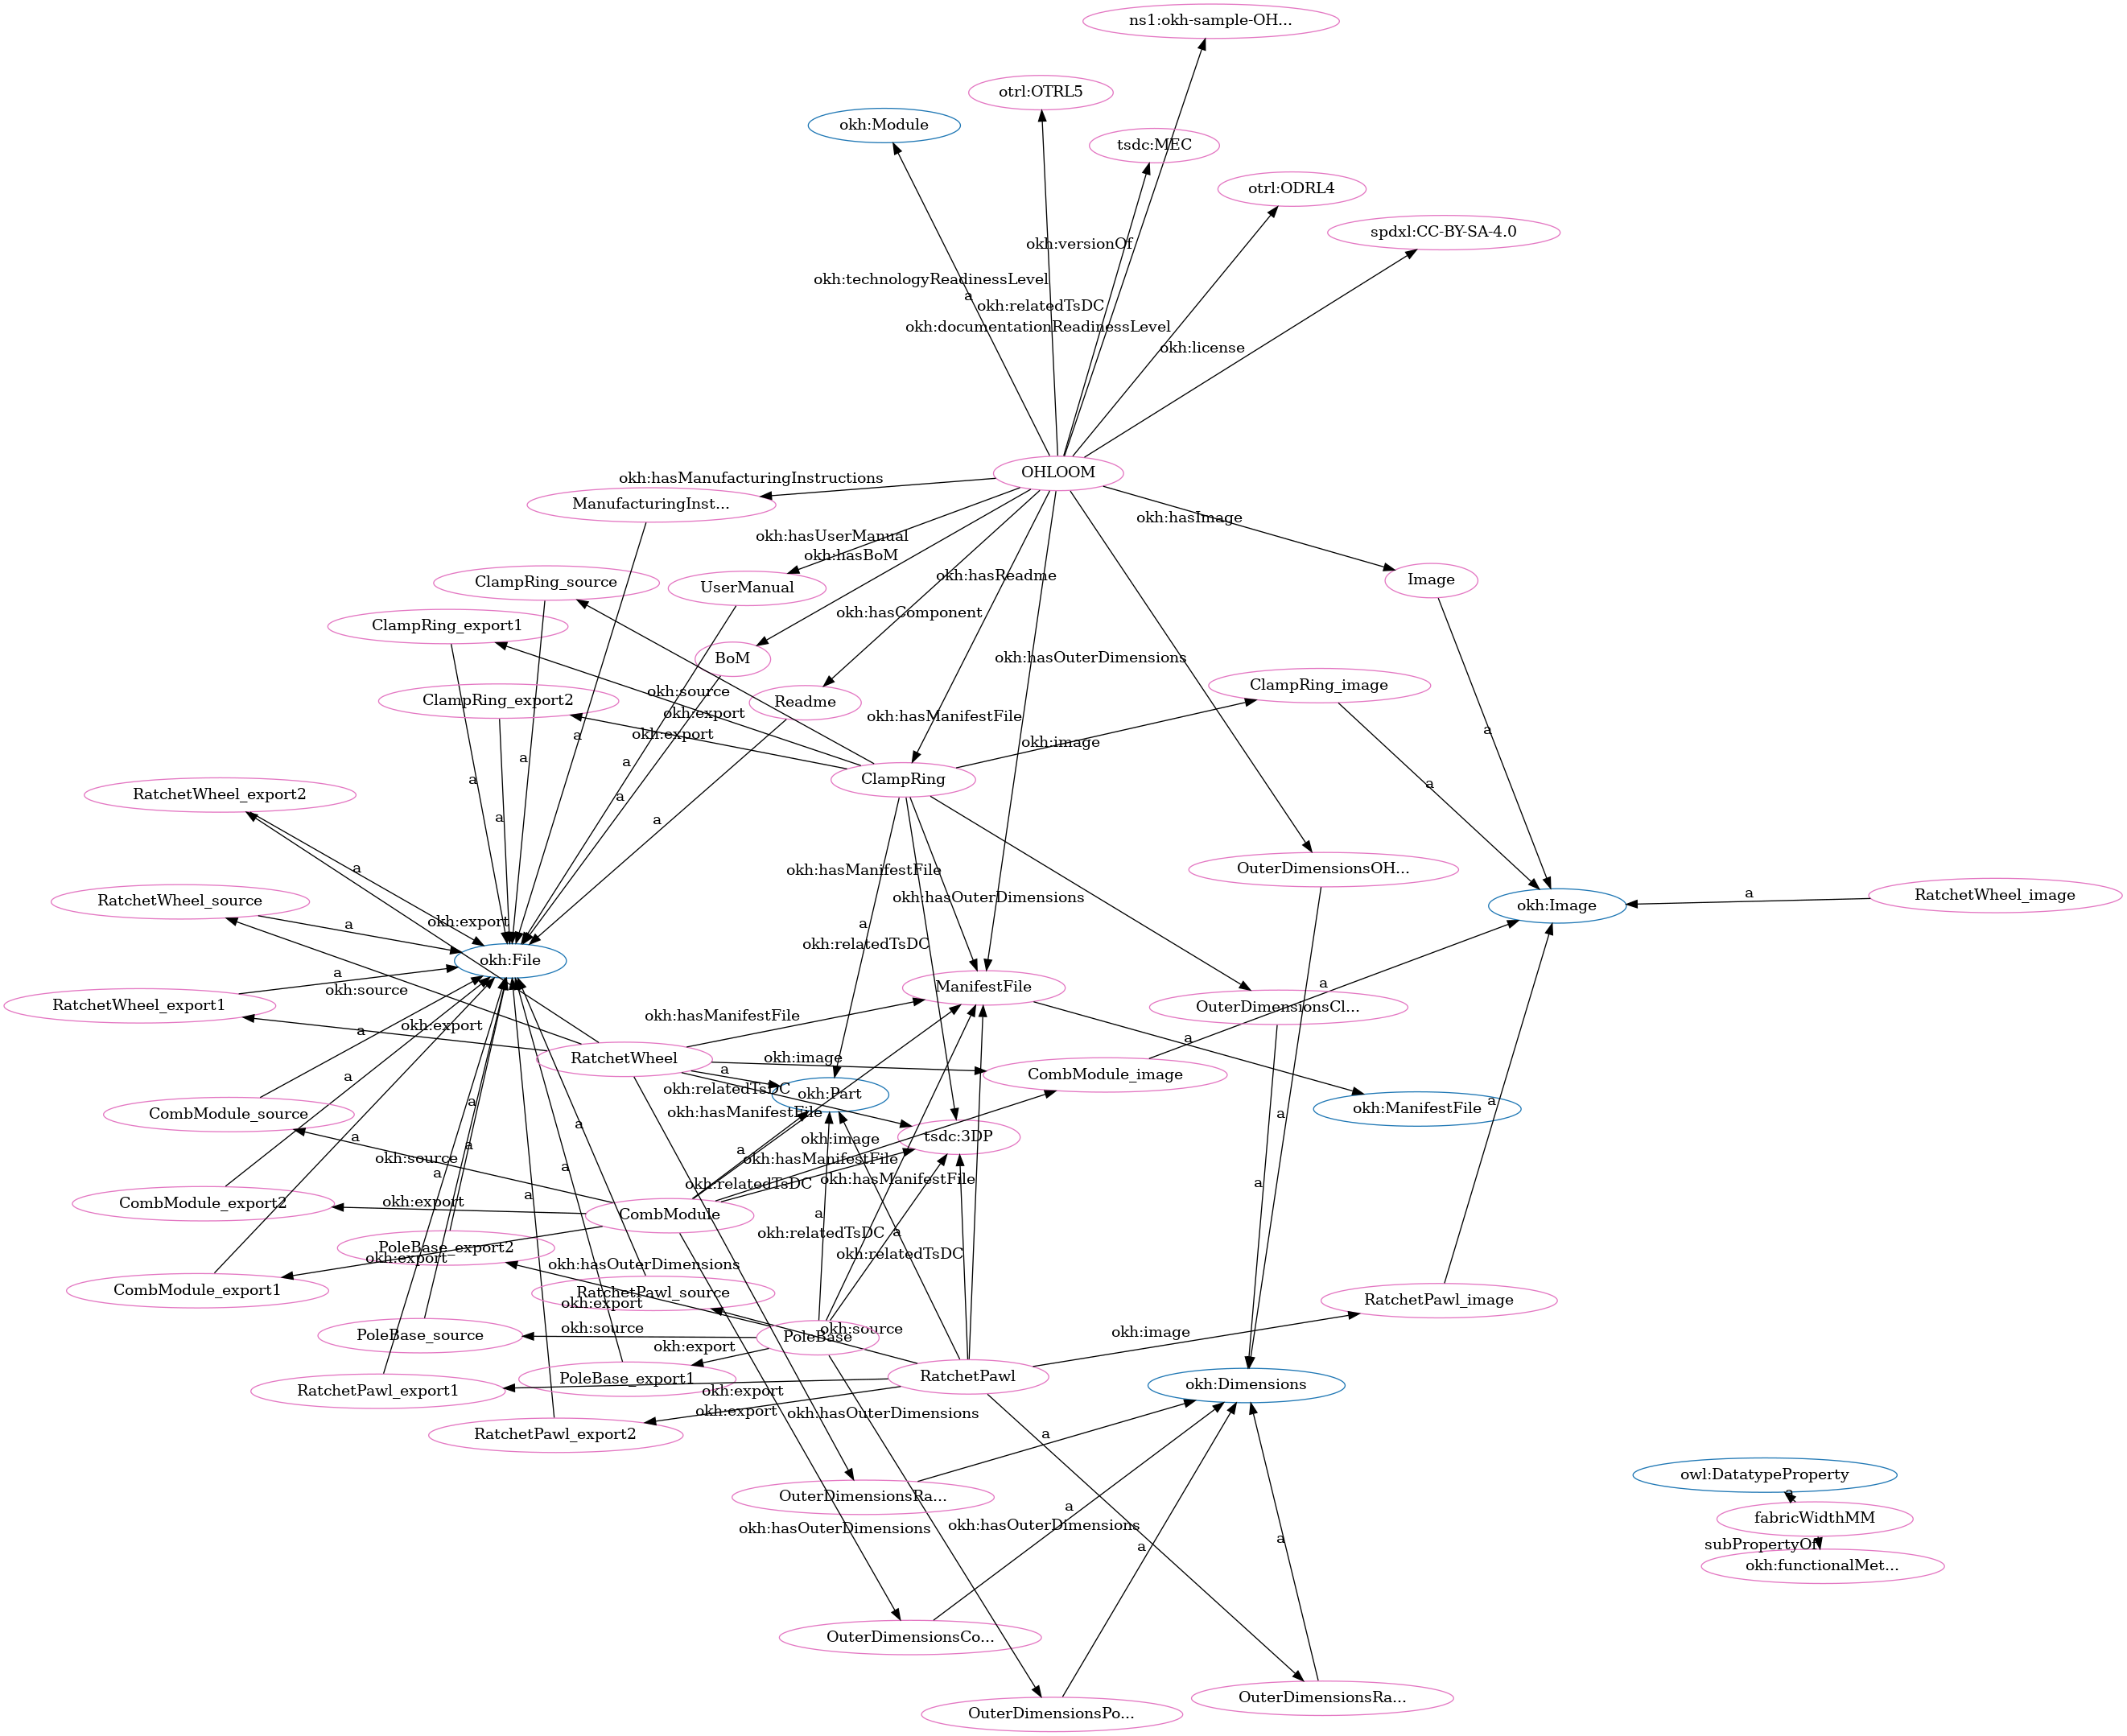 ns1:okh-sample-OH...
otrl:OTRL5
okh:Module
tsdc:MEC
otrl:ODRL4
spdxl:CC-BY-SA-4.0
okh:versionOf
okh:technologyReadinessLevel
a
okh:relatedTsDC
okh:documentationReadinessLevel
okh:license
OHLOOM
okh:hasManufacturingInstructions
ManufacturingInst...
okh:hasImage
okh:hasUserManual
okh:hasBoM
okh:hasReadme
Image
ClampRing_source
UserManual
okh:hasComponent
ClampRing_export1
BoM
okh:hasOuterDimensions
ClampRing_image
okh:source
ClampRing_export2
Readme
okh:export
okh:hasManifestFile
okh:export
a
okh:image
a
a
a
ClampRing
a
a
RatchetWheel_export2
a
a
a
a
okh:hasManifestFile
OuterDimensionsOH...
a
okh:hasOuterDimensions
a
RatchetWheel_image
RatchetWheel_source
okh:Image
okh:export
a
a
okh:relatedTsDC
okh:File
a
okh:source
ManifestFile
a
RatchetWheel_export1
OuterDimensionsCl...
okh:hasManifestFile
okh:export
a
a
RatchetWheel
okh:image
a
CombModule_image
a
okh:relatedTsDC
okh:Part
a
a
okh:ManifestFile
CombModule_source
okh:hasManifestFile
a
a
a
tsdc:3DP
okh:image
a
a
a
okh:source
okh:hasManifestFile
a
a
okh:hasManifestFile
okh:relatedTsDC
a
a
CombModule_export2
okh:export
CombModule
a
okh:relatedTsDC
a
PoleBase_export2
okh:export
okh:relatedTsDC
okh:hasOuterDimensions
CombModule_export1
RatchetPawl_source
RatchetPawl_image
okh:export
okh:source
okh:source
okh:image
PoleBase_source
PoleBase
okh:export
RatchetPawl
PoleBase_export1
okh:Dimensions
RatchetPawl_export1
okh:export
okh:export
okh:hasOuterDimensions
RatchetPawl_export2
a
owl:DatatypeProperty
a
OuterDimensionsRa...
a
fabricWidthMM
okh:hasOuterDimensions
okh:hasOuterDimensions
a
a
subPropertyOf
okh:functionalMet...
OuterDimensionsCo...
OuterDimensionsRa...
OuterDimensionsPo...